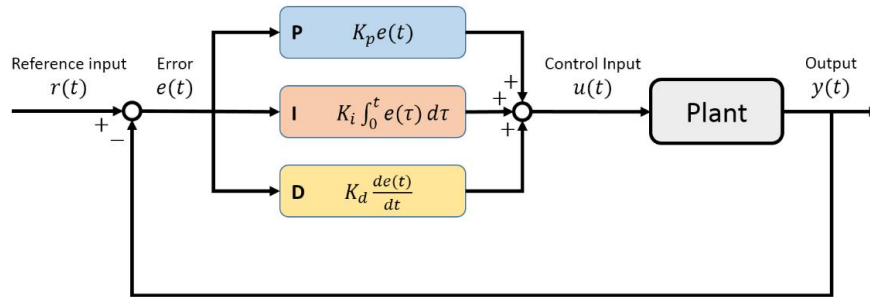 P K_p e(t)
Reference input
r(t)
Error
e(t)
+
+
+
Control Input
u(t)
Output
y(t)
I K_i ∫_0^t e(τ) dτ
Plant
+
−
D K_d de(t)/dt